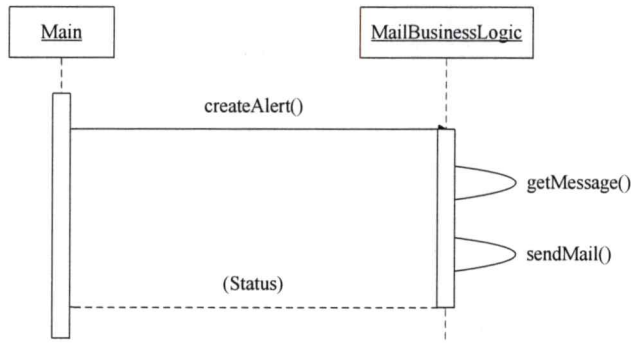 Main
MailBusinessLogic
createAlert()
getMessage()
sendMail()
(Status)